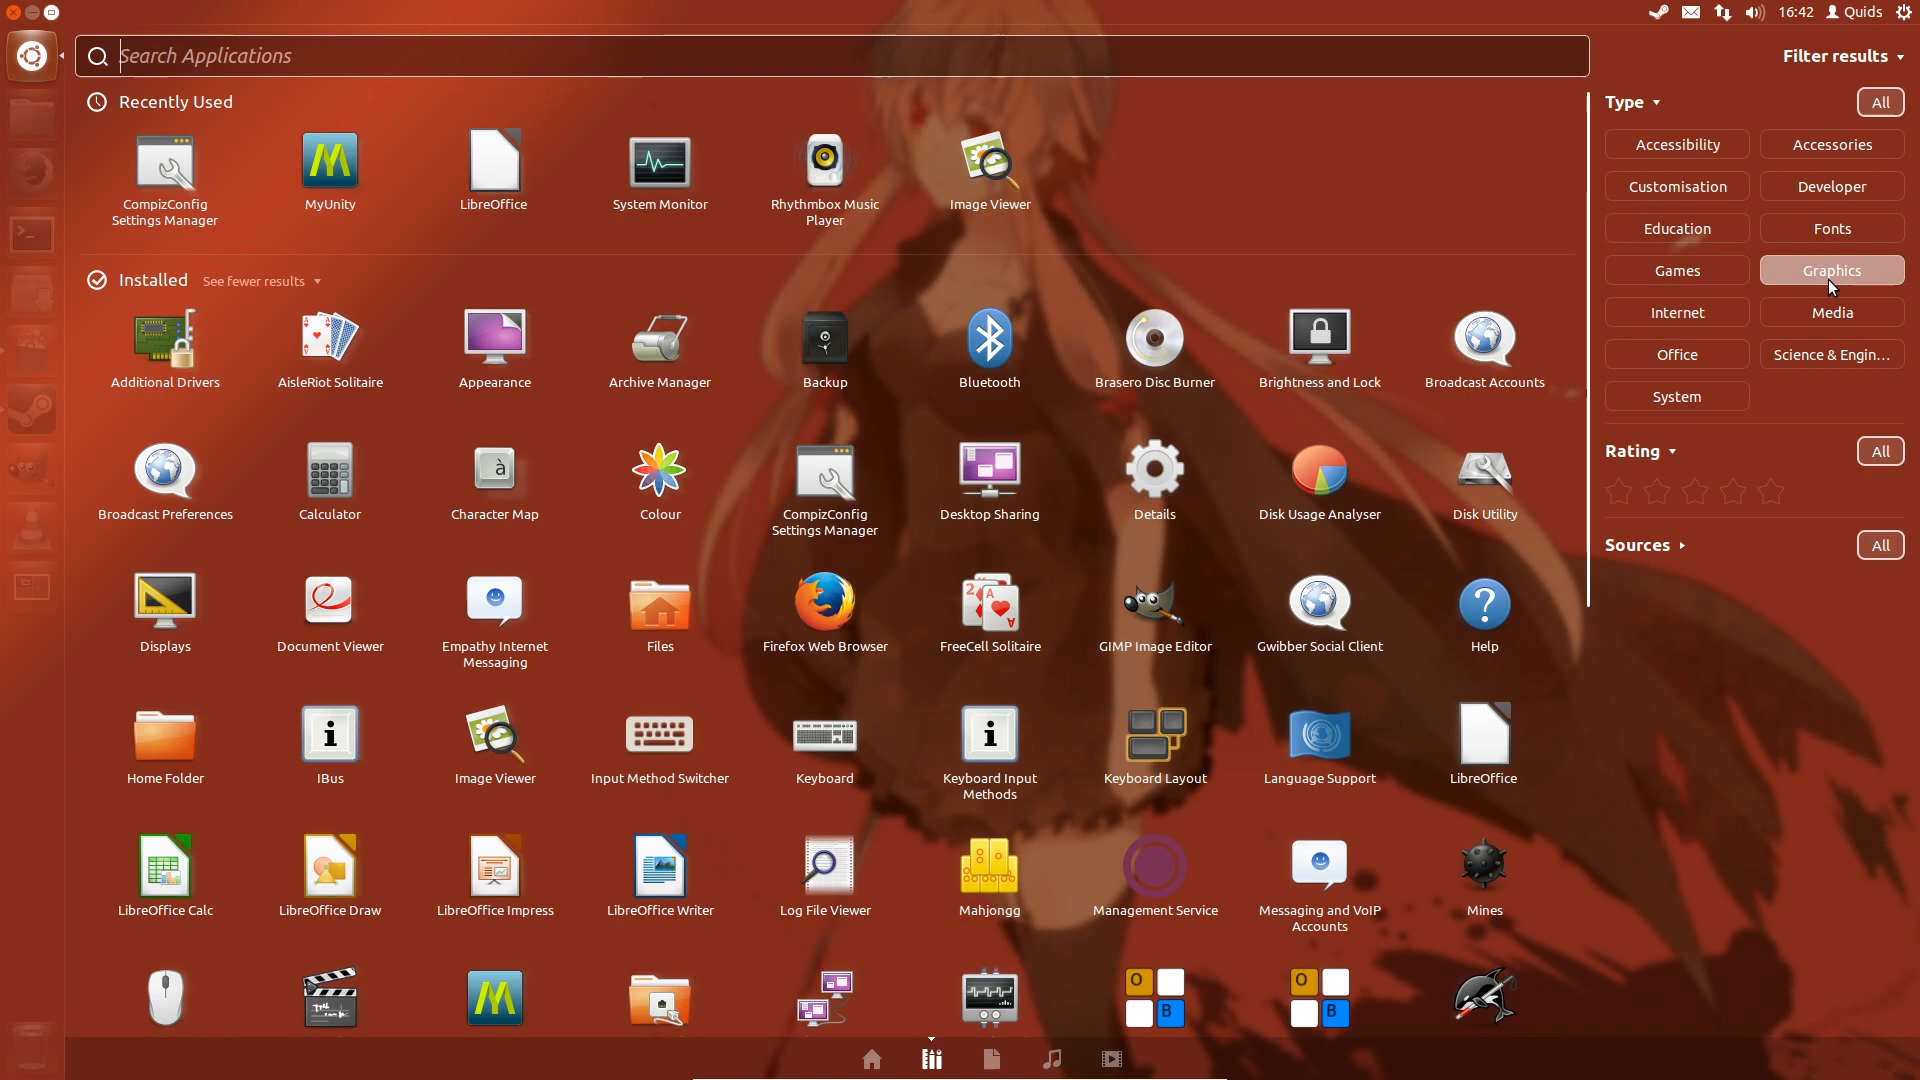 16:42 Quids
Search Applications
Filter results
Recently Used
CompizConfig
Settings Manager
MyUnity
LibreOffice
System Monitor
Rhythmbox Music
Player
Image Viewer
Installed See fewer results
Additional Drivers
AisleRiot Solitaire
Appearance
Archive Manager
Backup
Bluetooth
Brasero Disc Burner
Brightness and Lock
Broadcast Accounts
Broadcast Preferences
Calculator
à
Character Map
Colour
CompizConfig
Settings Manager
Desktop Sharing
Details
Disk Usage Analyser
Disk Utility
Displays
Document Viewer
Empathy Internet
Messaging
Files
Firefox Web Browser
2 A
FreeCell Solitaire
GIMP Image Editor
Gwibber Social Client
?
Help
Home Folder
i
IBus
Image Viewer
Input Method Switcher
Keyboard
i
Keyboard Input
Methods
Keyboard Layout
Language Support
LibreOffice
LibreOffice Calc
LibreOffice Draw
LibreOffice Impress
LibreOffice Writer
Log File Viewer
Mahjongg
Management Service
Messaging and VoIP
Accounts
Mines
O
B
O
B
Type All
Accessibility Accessories
Customisation Developer
Education Fonts
Games Graphics
Internet Media
Office Science & Engin...
System
Rating All
Sources All